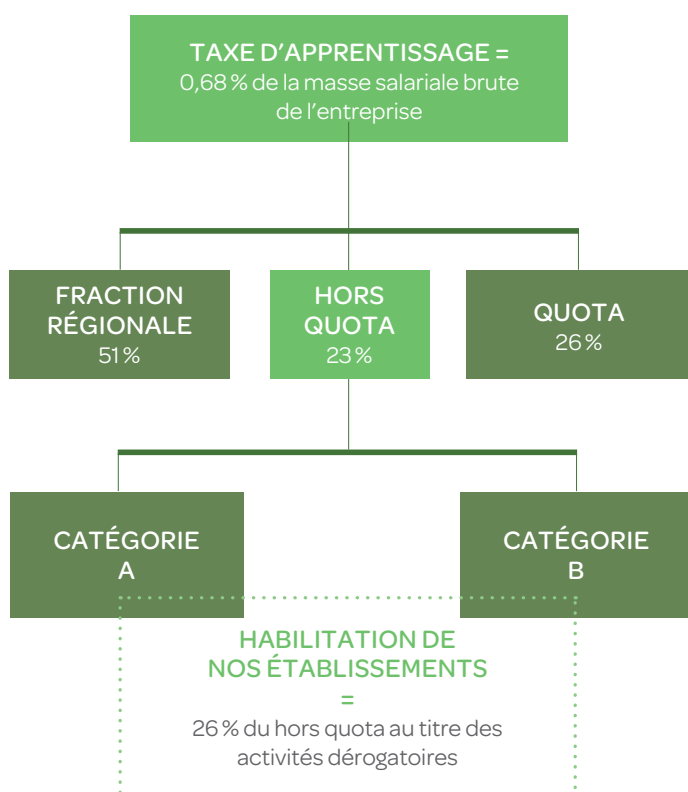 TAXE D'APPRENTISSAGE =
0,68 % de la masse salariale brute
de l'entreprise
FRACTION
RÉGIONALE
51 %
HORS
QUOTA
23 %
QUOTA
26 %
CATÉGORIE
A
CATÉGORIE
B
HABILITATION DE
NOS ÉTABLISSEMENTS
=
26 % du hors quota au titre des
activités dérogatoires